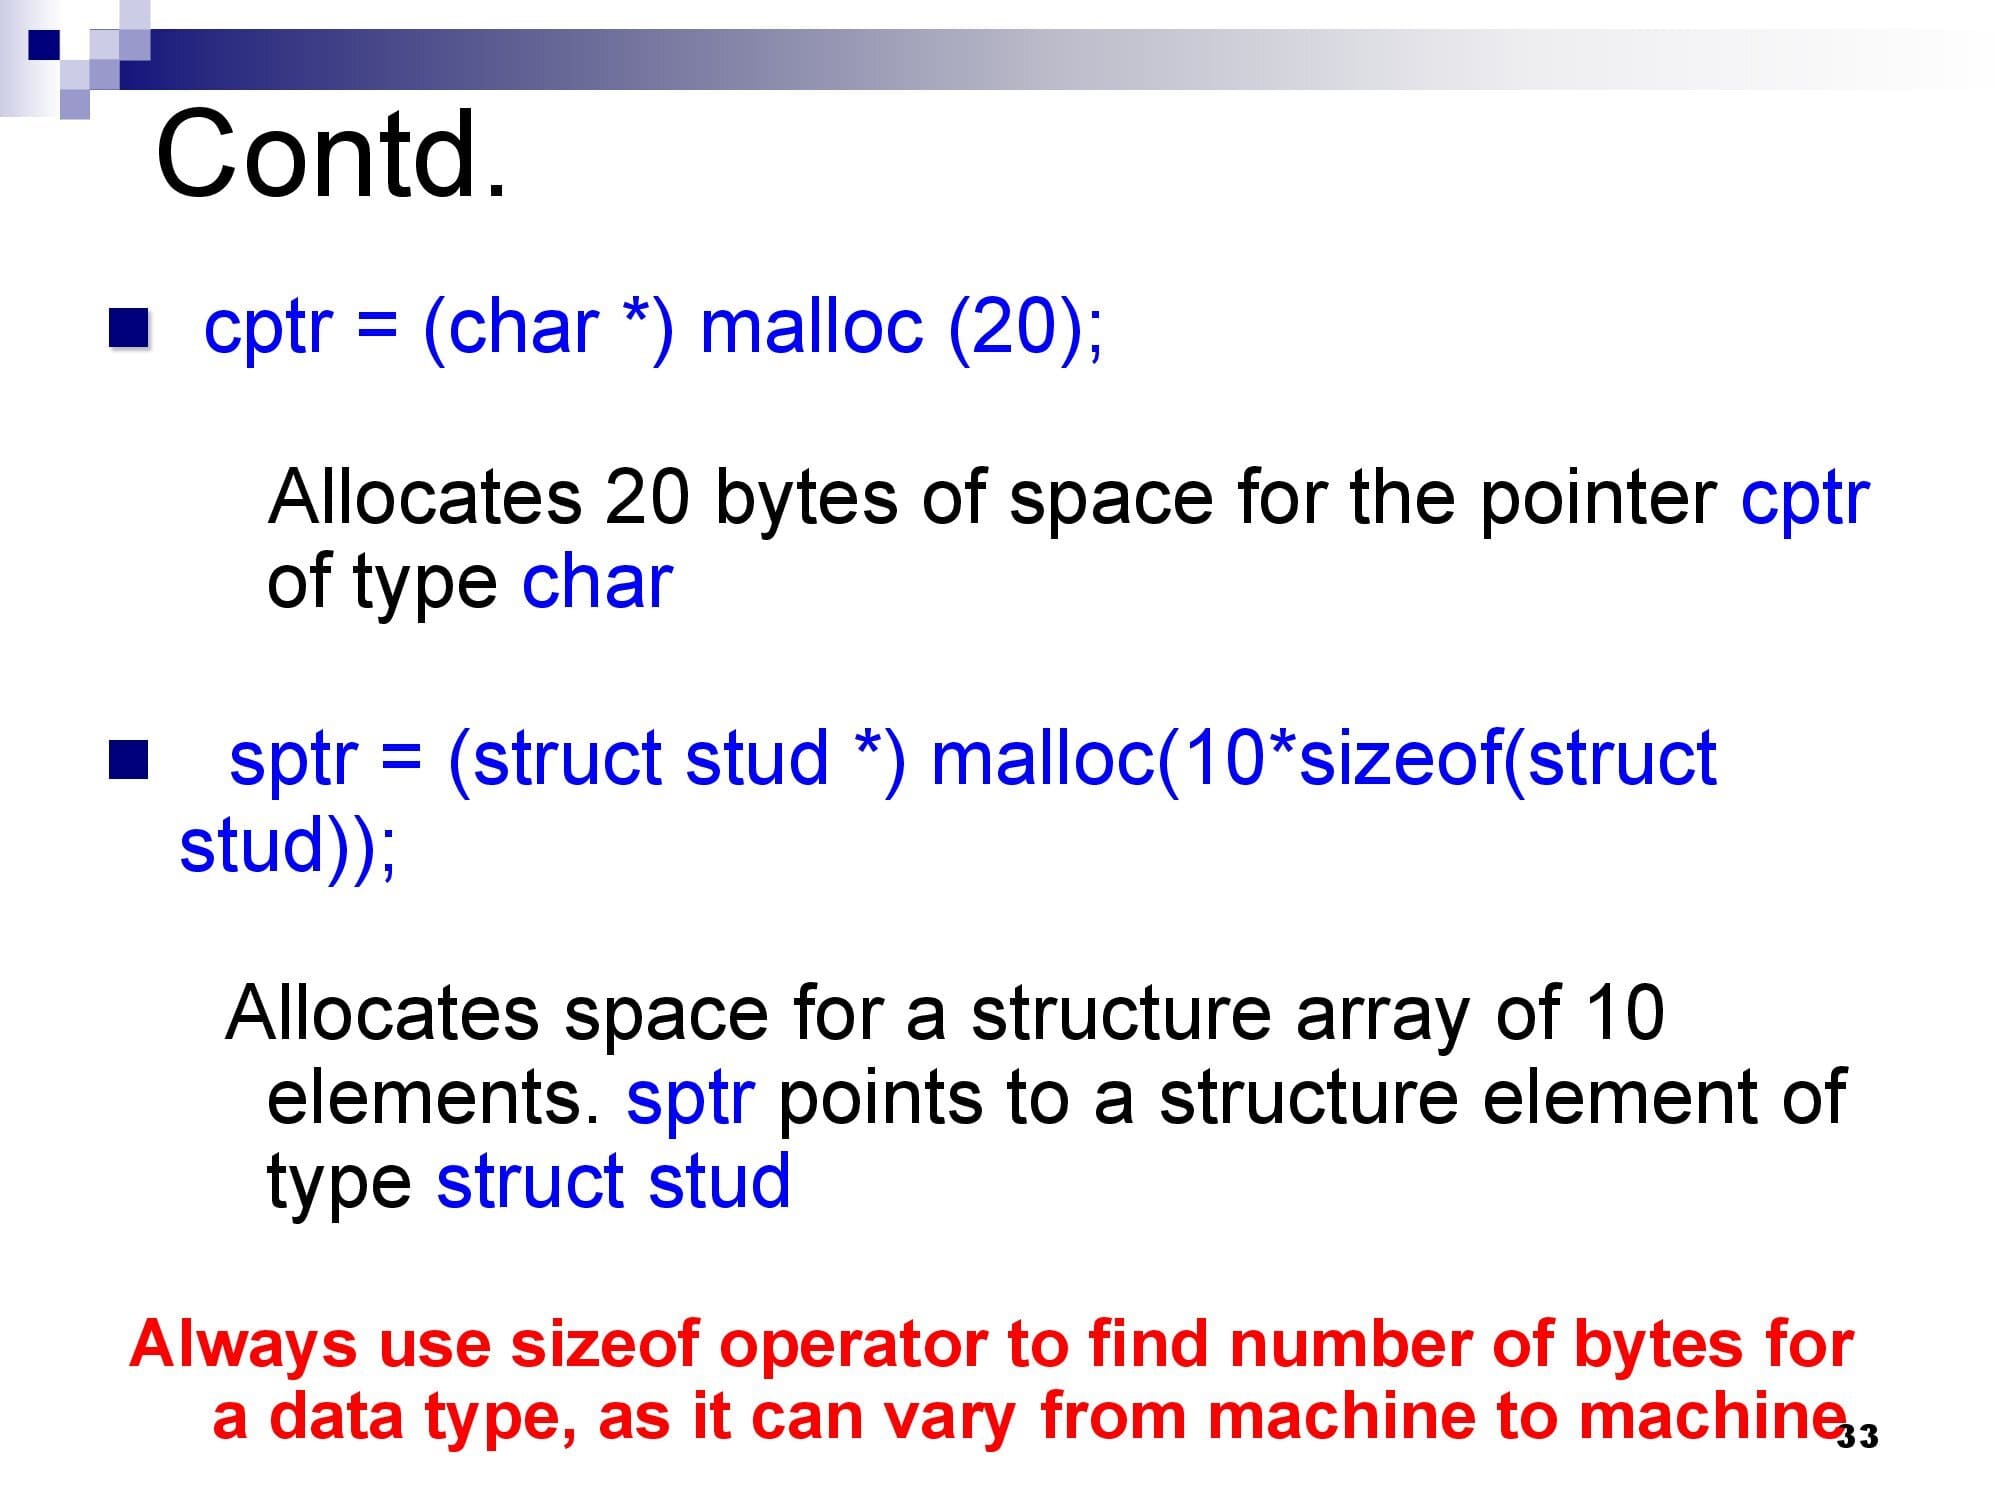 Contd.
cptr = (char *) malloc (20);
Allocates 20 bytes of space for the pointer cptr
of type char
sptr = (struct stud *) malloc(10*sizeof(struct
stud));
Allocates space for a structure array of 10
elements. sptr points to a structure element of
type struct stud
Always use sizeof operator to find number of bytes for
a data type, as it can vary from machine to machine
33